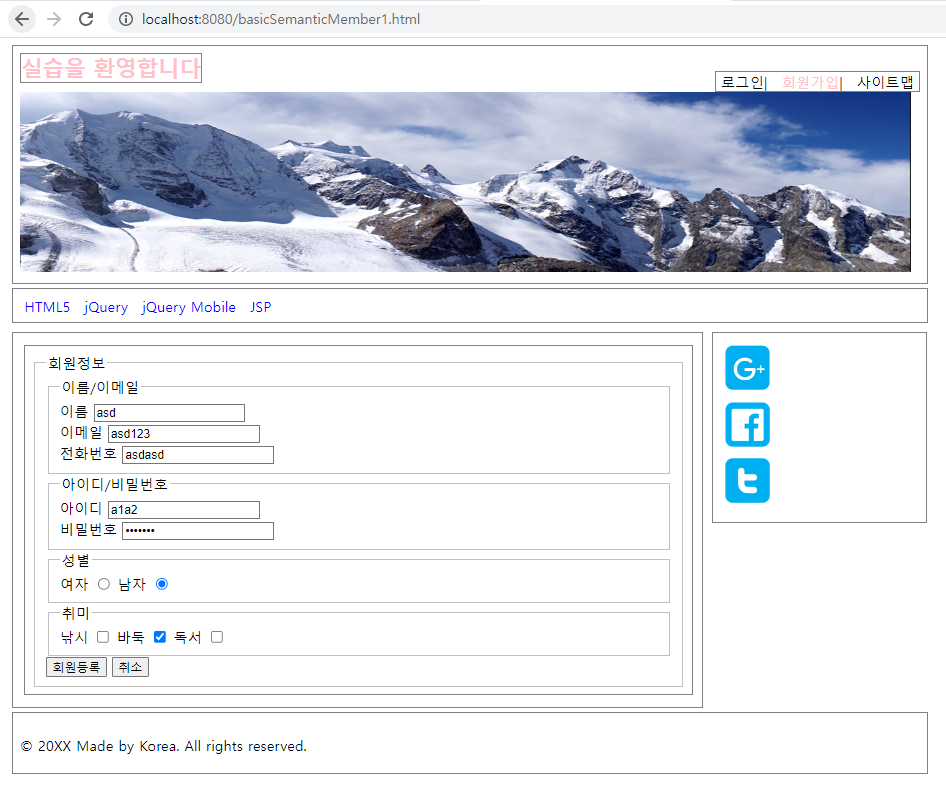 localhost:8080/basicSemanticMember1.html
실습을 환영합니다
로그인| 회원가입| 사이트맵
HTML5 jQuery jQuery Mobile JSP
회원정보
이름/이메일
이름 asd
이메일 asd123
전화번호 asdasd
아이디/비밀번호
아이디 a1a2
비밀번호 •••••••
성별
여자 남자
취미
낚시 바둑 독서
회원등록 취소
G+
f
t
© 20XX Made by Korea. All rights reserved.